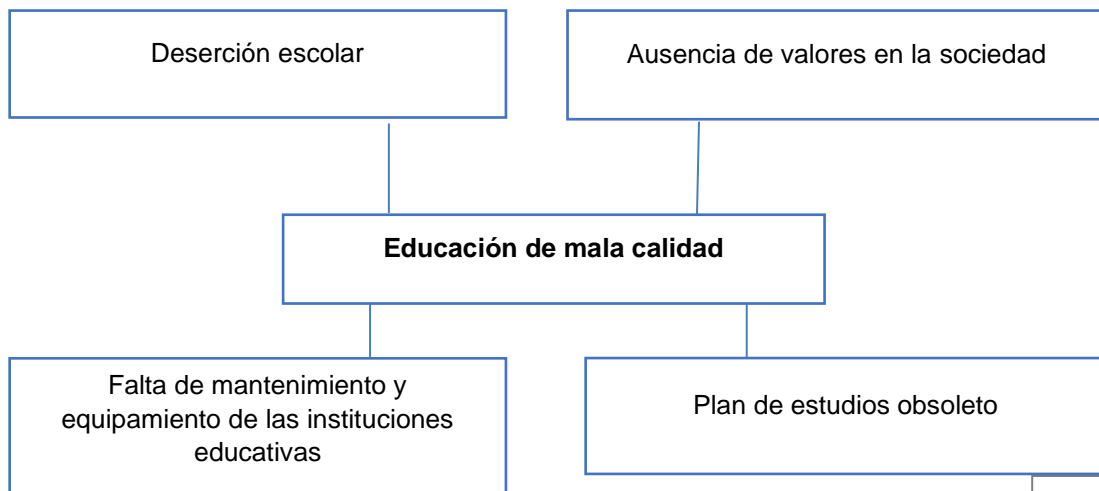 Deserción escolar
Ausencia de valores en la sociedad
Educación de mala calidad
Falta de mantenimiento y
equipamiento de las instituciones
educativas
Plan de estudios obsoleto